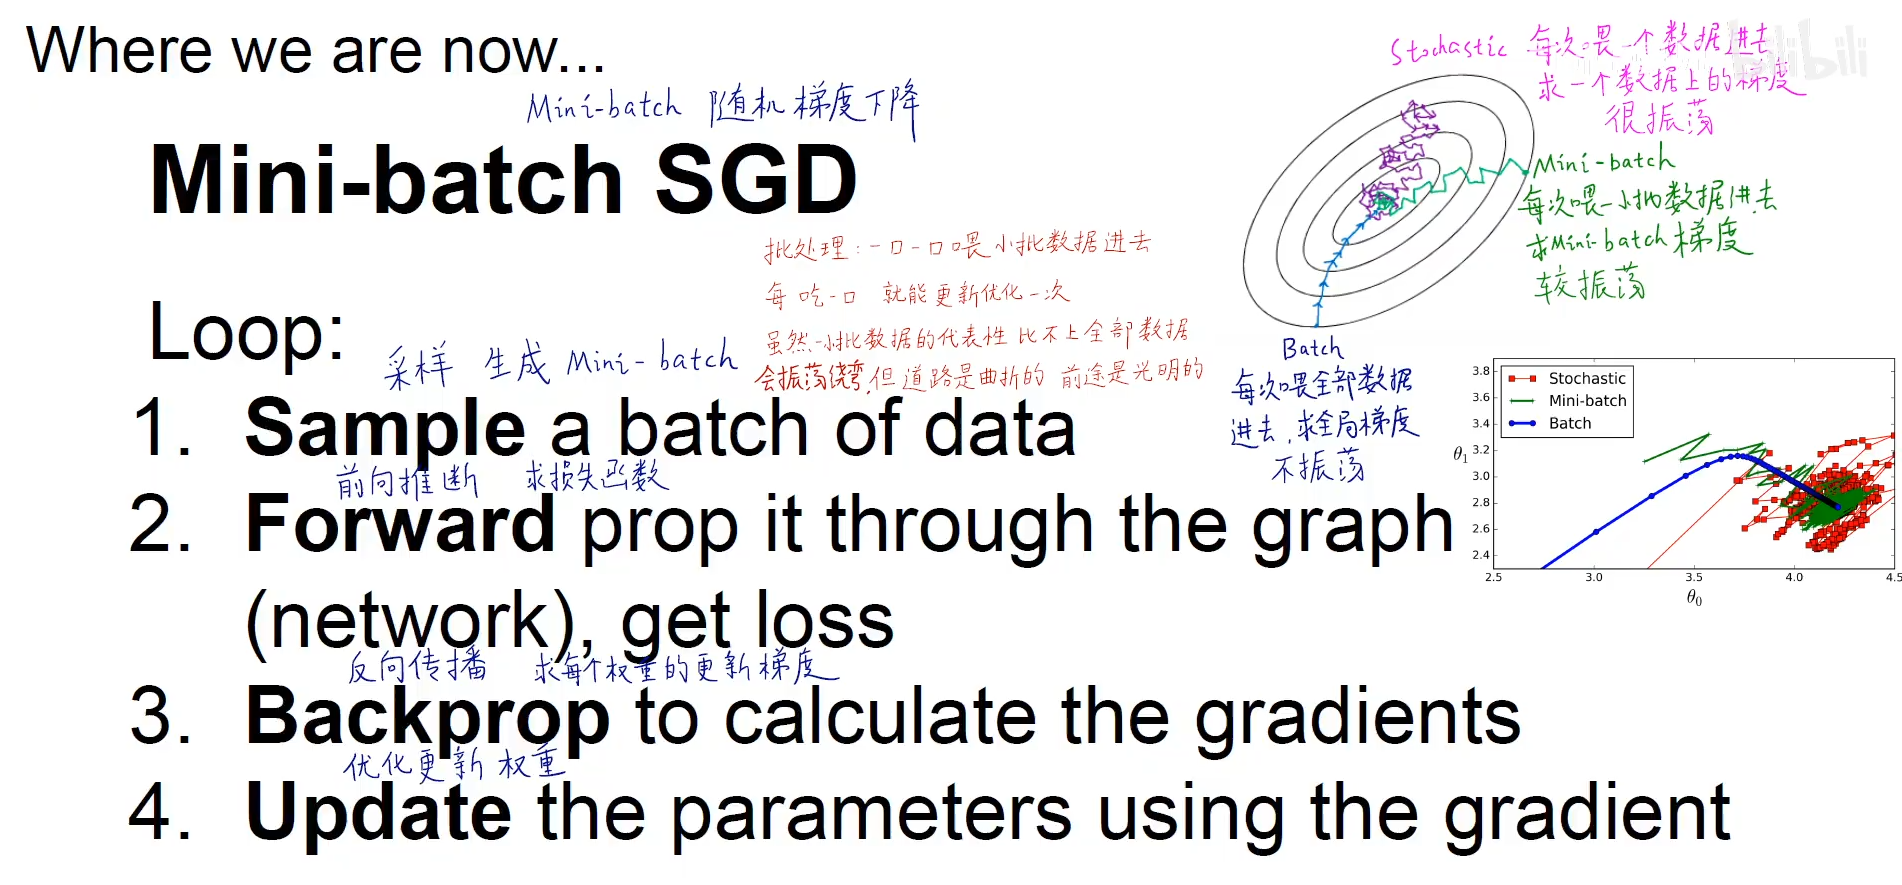 Where we are now...
Mini-batch 随机梯度下降
Mini-batch SGD
批处理：一口一口喂小批数据进去
每吃一口 就能更新优化一次
虽然一小批数据的代表性比不上全部数据
会振荡绕弯，但道路是曲折的 前途是光明的
Loop:
采样 生成 Mini-batch
1. Sample a batch of data
前向推断 求损失函数
2. Forward prop it through the graph
(network), get loss
反向传播 求每个权重的更新梯度
3. Backprop to calculate the gradients
优化更新权重
4. Update the parameters using the gradient
Stochastic 每次喂一个数据进去
求一个数据上的梯度
很振荡
bilibili
Mini-batch
每次喂一小批数据进去
求Mini-batch梯度
较振荡
Batch
每次喂全部数据
进去，求全局梯度
不振荡
Stochastic
Mini-batch
Batch
θ1
3.8
3.6
3.4
3.2
3.0
2.8
2.6
2.4
2.5 3.0 3.5 4.0 4.5
θ0